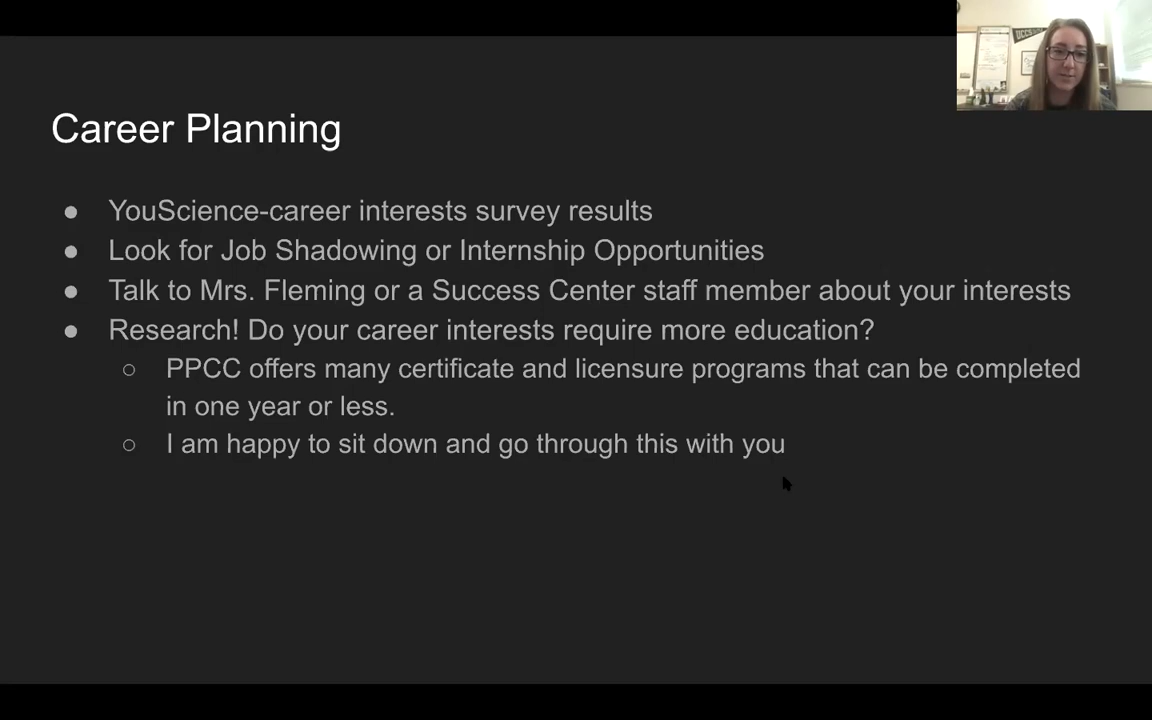 UCCS
Career Planning
● YouScience-career interests survey results
● Look for Job Shadowing or Internship Opportunities
● Talk to Mrs. Fleming or a Success Center staff member about your interests
● Research! Do your career interests require more education?
○ PPCC offers many certificate and licensure programs that can be completed
in one year or less.
○ I am happy to sit down and go through this with you